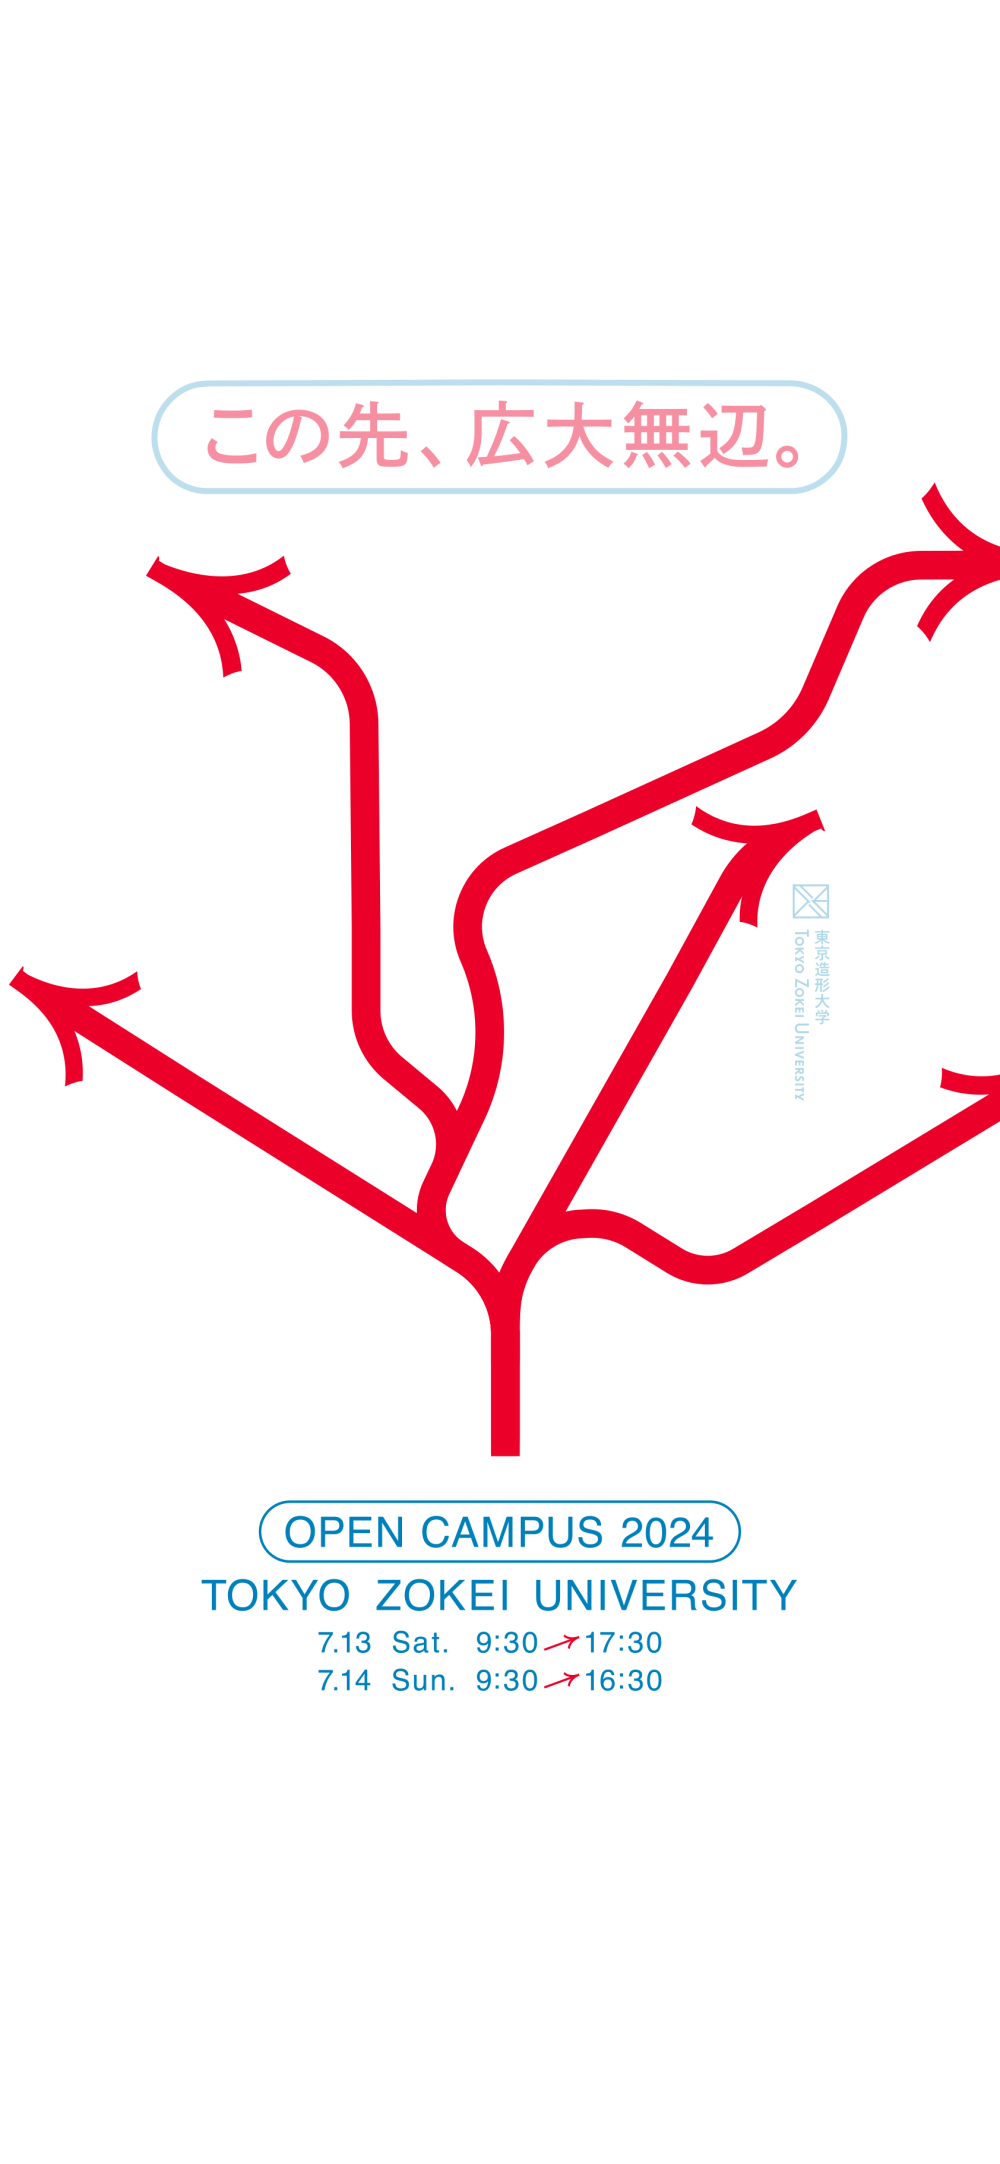 この先、広大無辺。
東京造形大学
TOKYO ZOKEI UNIVERSITY
OPEN CAMPUS 2024
TOKYO ZOKEI UNIVERSITY
7.13 Sat. 9:30→17:30
7.14 Sun. 9:30→16:30